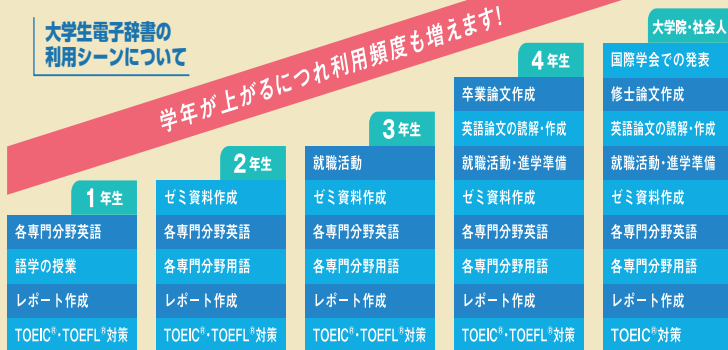 大学生電子辞書の
利用シーンについて
学年が上がるにつれ利用頻度も増えます!
1年生
各専門分野英語
語学の授業
レポート作成
TOEIC®・TOEFL®対策
2年生
ゼミ資料作成
各専門分野英語
各専門分野用語
レポート作成
TOEIC®・TOEFL®対策
3年生
就職活動
ゼミ資料作成
各専門分野英語
各専門分野用語
レポート作成
TOEIC®・TOEFL®対策
4年生
卒業論文作成
英語論文の読解・作成
就職活動・進学準備
ゼミ資料作成
各専門分野英語
各専門分野用語
レポート作成
TOEIC®・TOEFL®対策
大学院・社会人
国際学会での発表
修士論文作成
英語論文の読解・作成
就職活動・進学準備
ゼミ資料作成
各専門分野英語
各専門分野用語
レポート作成
TOEIC®対策